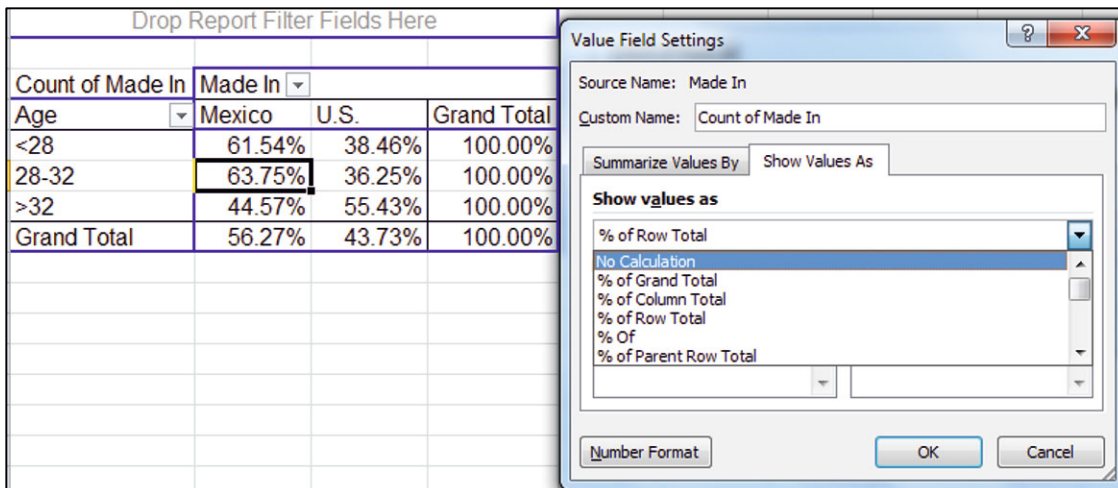 Drop Report Filter Fields Here
Count of Made In Made In
Age Mexico U.S. Grand Total
<28 61.54% 38.46% 100.00%
28-32 63.75% 36.25% 100.00%
>32 44.57% 55.43% 100.00%
Grand Total 56.27% 43.73% 100.00%
Value Field Settings
Source Name: Made In
Custom Name: Count of Made In
Summarize Values By Show Values As
Show values as
% of Row Total
No Calculation
% of Grand Total
% of Column Total
% of Row Total
% Of
% of Parent Row Total
Number Format OK Cancel